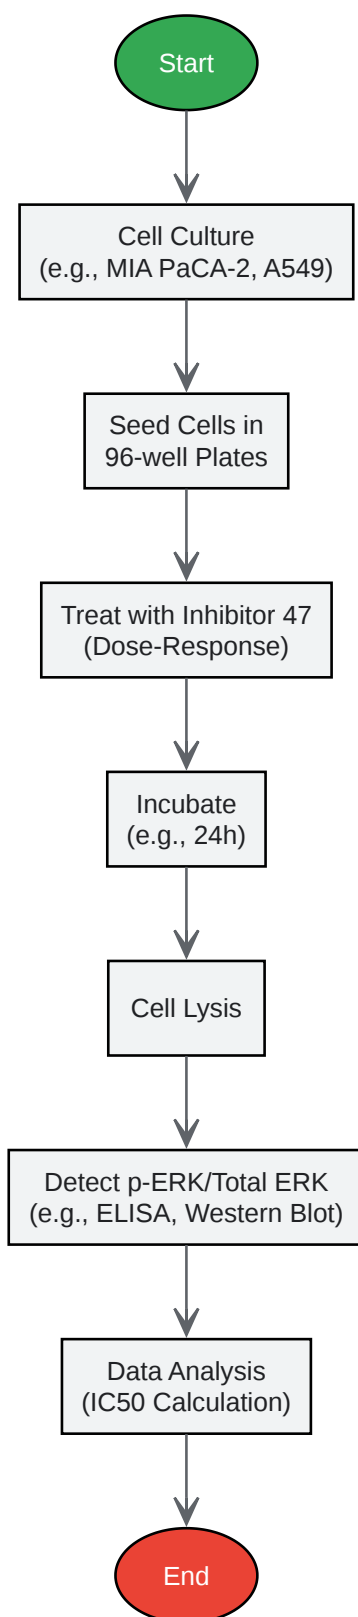 Start
Cell Culture
(e.g., MIA PaCA-2, A549)
Seed Cells in
96-well Plates
Treat with Inhibitor 47
(Dose-Response)
Incubate
(e.g., 24h)
Cell Lysis
Detect p-ERK/Total ERK
(e.g., ELISA, Western Blot)
Data Analysis
(IC50 Calculation)
End